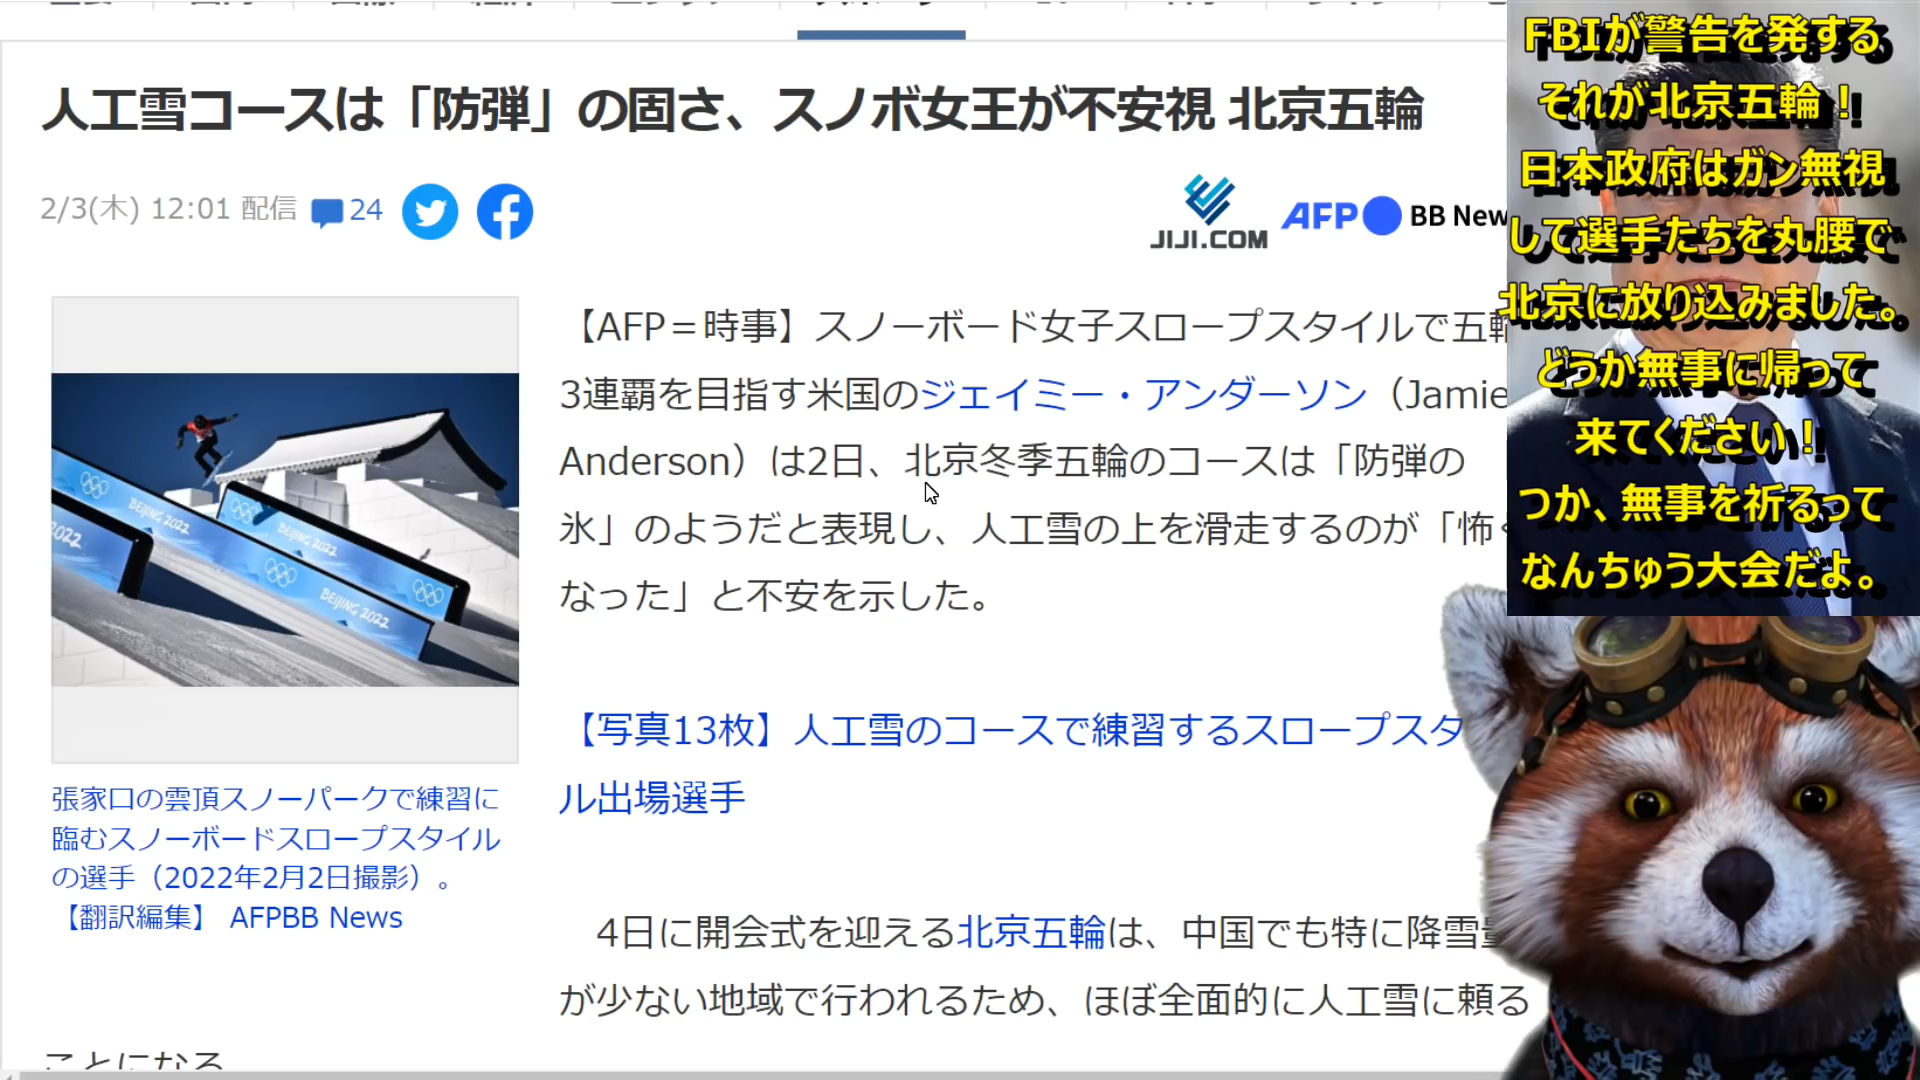 人工雪コースは「防弾」の固さ、スノボ女王が不安視 北京五輪
2/3(木) 12:01 配信
24
JIJI.COM
AFP BB New
【AFP＝時事】スノーボード女子スロープスタイルで五輪
3連覇を目指す米国のジェイミー・アンダーソン（Jamie
Anderson）は2日、北京冬季五輪のコースは「防弾の
氷」のようだと表現し、人工雪の上を滑走するのが「怖く
なった」と不安を示した。
【写真13枚】人工雪のコースで練習するスロープスタ
ル出場選手
4日に開会式を迎える北京五輪は、中国でも特に降雪量
が少ない地域で行われるため、ほぼ全面的に人工雪に頼る
ことになる
BEIJING 2022
BEIJING 2022
BEIJING 2022
2022
張家口の雲頂スノーパークで練習に
臨むスノーボードスロープスタイル
の選手（2022年2月2日撮影）。
【翻訳編集】 AFPBB News
FBIが警告を発する
それが北京五輪！
日本政府はガン無視
して選手たちを丸腰で
北京に放り込みました。
どうか無事に帰って
来てください！
つか、無事を祈るって
なんちゅう大会だよ。